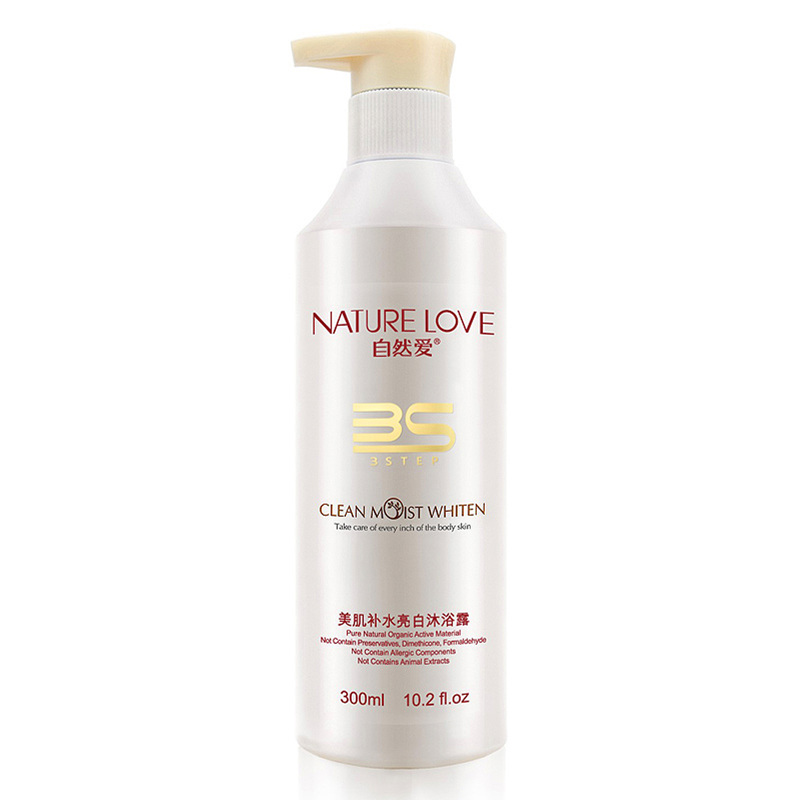 NATURE LOVE
自然爱®
3S
3STEP
CLEAN MOIST WHITEN
Take care of every inch of the body skin
美肌补水亮白沐浴露
Pure Natural Organic Active Material
Not Contain Preservatives, Dimethicone, Formaldehyde
Not Contain Allergic Components
Not Contains Animal Extracts
300ml 10.2 fl.oz